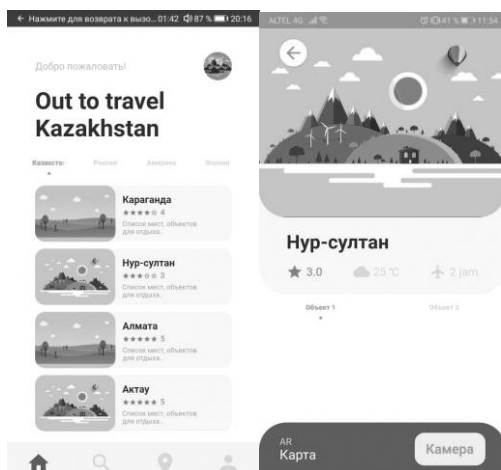 ← Нажмите для возврата к вызо... 01:42 87 % 20:16
Добро пожаловать!
Out to travel
Kazakhstan
Казахста- Россия Америка Япония
Караганда
★★★★☆ 4
Список мест, объектов
для отдыха..
Нур-султан
★★★☆☆ 3
Список мест, объектов
для отдыха..
Алмата
★★★★★ 5
Список мест, объектов
для отдыха..
Актау
★★★★★ 5
Список мест, объектов
для отдыха..
ALTEL 4G 41 % 11:54
Нур-султан
★ 3.0 25 °C 2 jam
Объект 1 Объект 2
AR
Карта
Камера